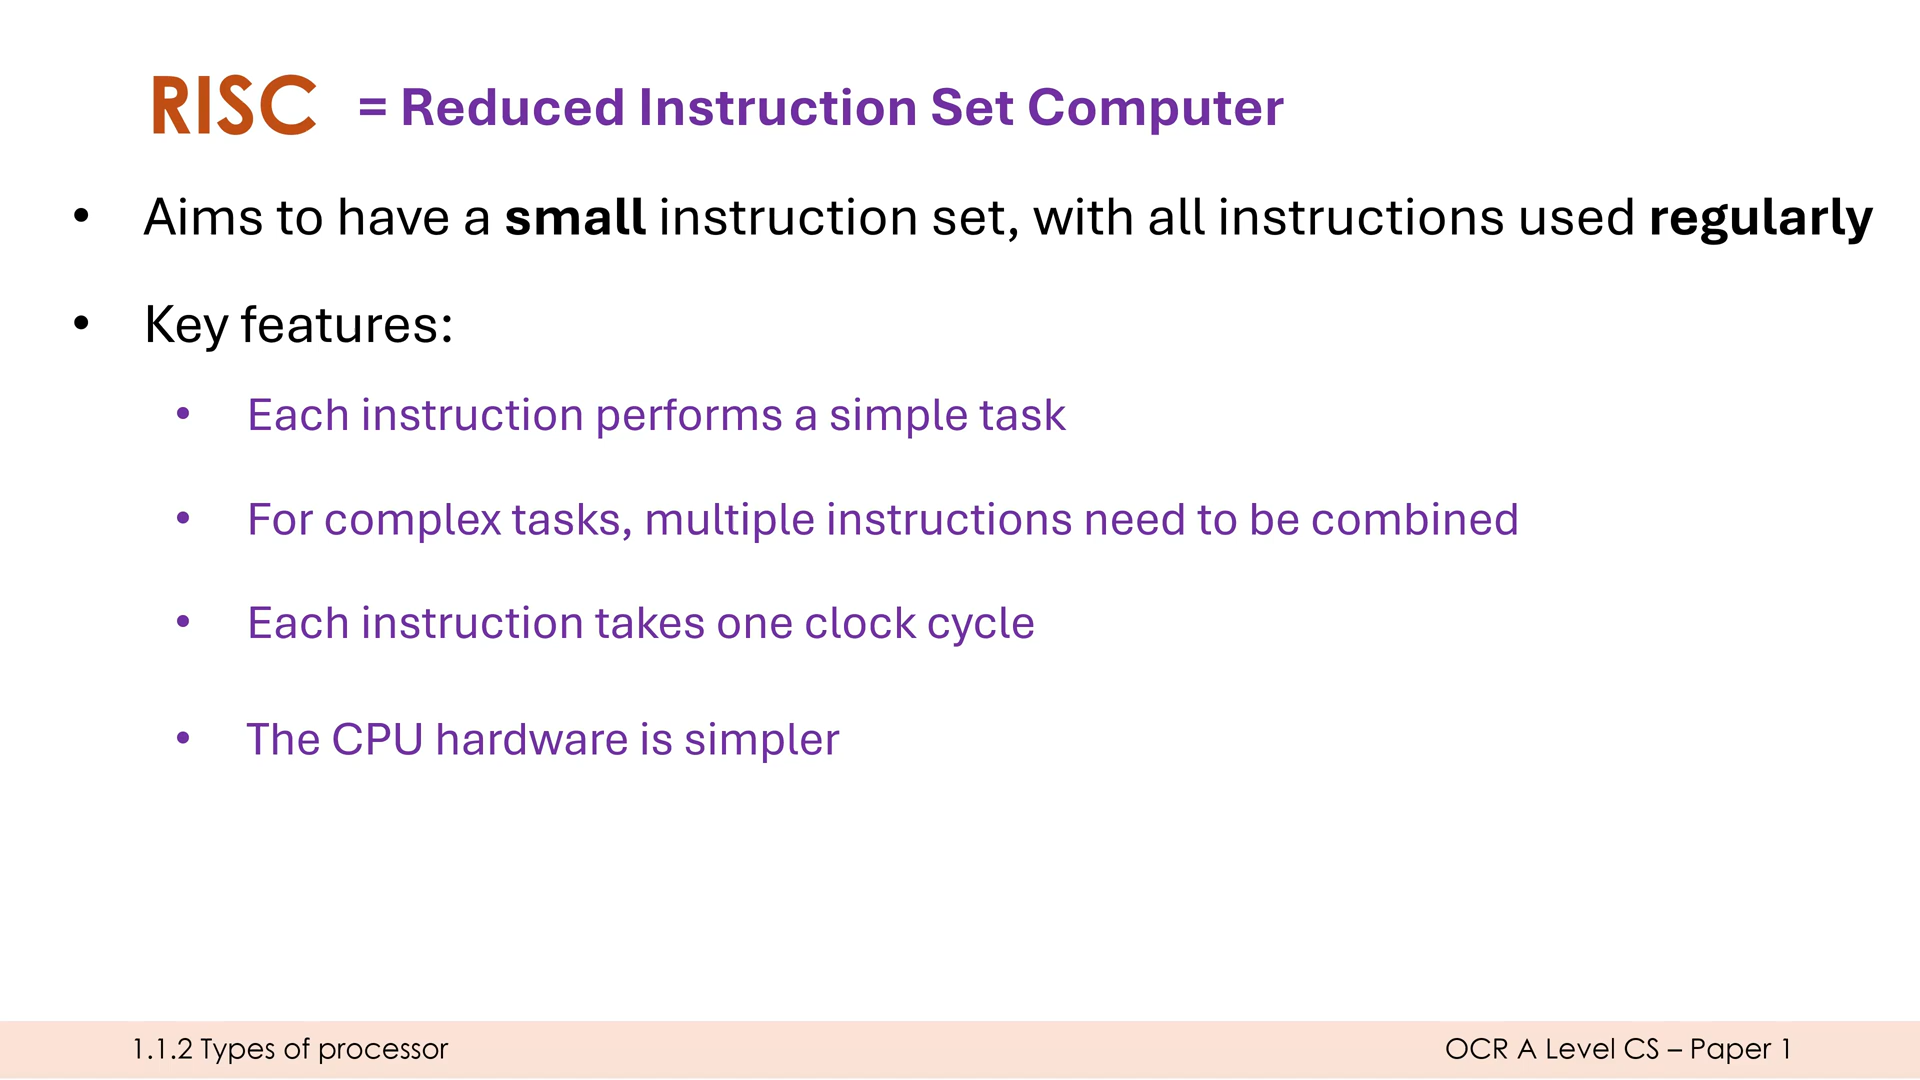 RISC = Reduced Instruction Set Computer
• Aims to have a small instruction set, with all instructions used regularly
• Key features:
• Each instruction performs a simple task
• For complex tasks, multiple instructions need to be combined
• Each instruction takes one clock cycle
• The CPU hardware is simpler
1.1.2 Types of processor
OCR A Level CS – Paper 1